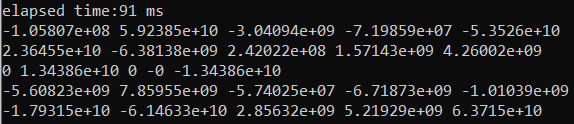 elapsed time:91 ms
-1.05807e+08 5.92385e+10 -3.04094e+09 -7.19859e+07 -5.3526e+10
2.36455e+10 -6.38138e+09 2.42022e+08 1.57143e+09 4.26002e+09
0 1.34386e+10 0 -0 -1.34386e+10
-5.60823e+09 7.85955e+09 -5.74025e+07 -6.71873e+09 -1.01039e+09
-1.79315e+10 -6.14633e+10 2.85632e+09 5.21929e+09 6.3715e+10